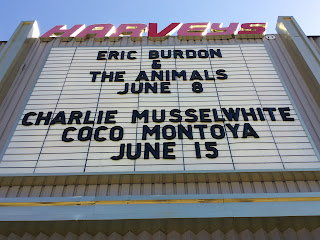 HARVEYS
ERIC BURDON
&
THE ANIMALS
JUNE 8
CHARLIE MUSSELWHITE
COCO MONTOYA
JUNE 15